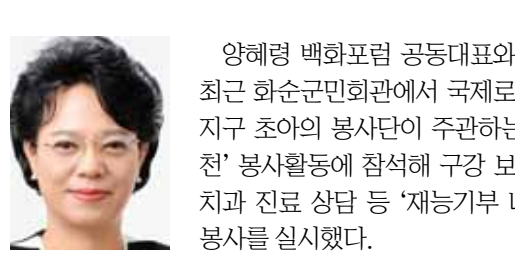 양혜령 백화포럼 공동대표와
최근 화순군민회관에서 국제로
지구 초아의 봉사단이 주관하는
천’ 봉사활동에 참석해 구강 보
치과 진료 상담 등 ‘재능기부 나
봉사를 실시했다.